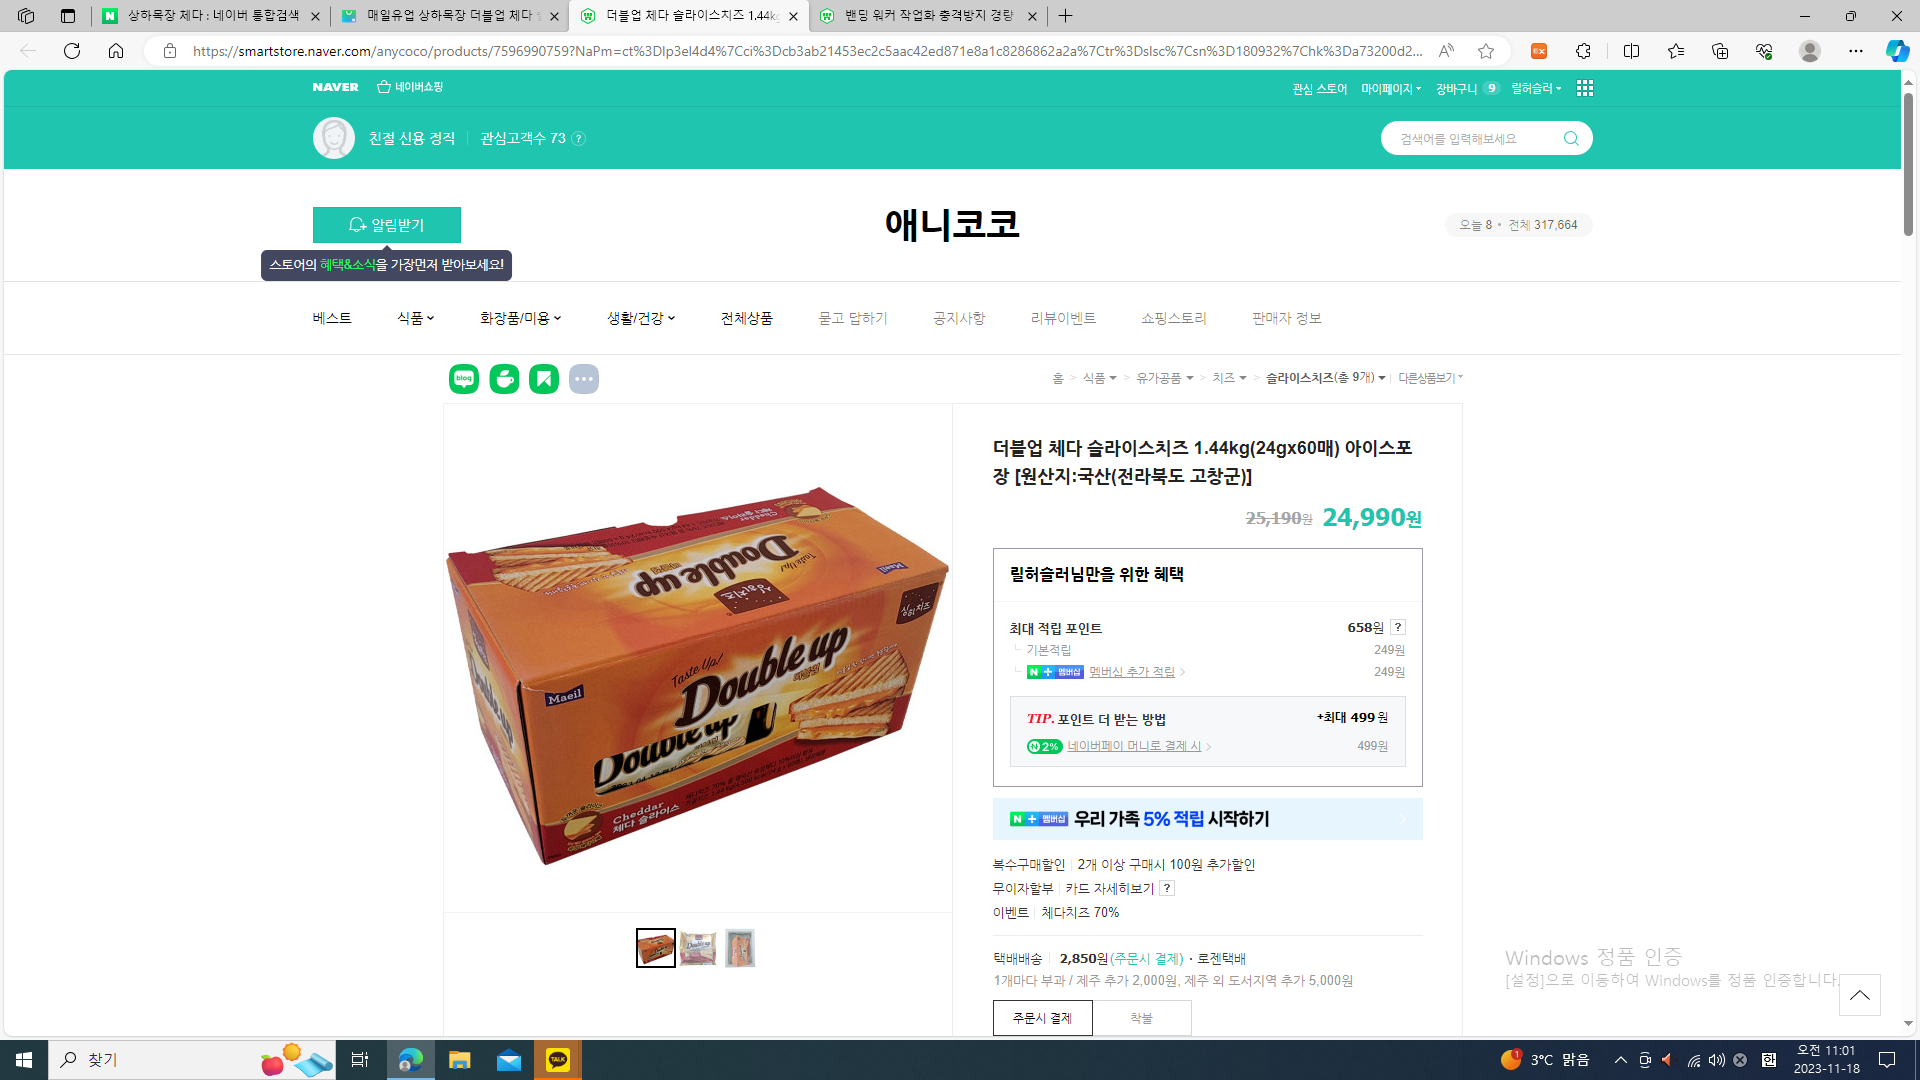 상하목장 체다 : 네이버 통합검색
매일유업 상하목장 더블업 체다 슬
더블업 체다 슬라이스치즈 1.44kg
밴딩 워커 작업화 충격방지 경량
https://smartstore.naver.com/anycoco/products/7596990759?NaPm=ct%3Dlp3el4d4%7Cci%3Dcb3ab21453ec2c5aac42ed871e8a1c8286862a2a%7Ctr%3Dslsc%7Csn%3D180932%7Chk%3Da73200d2...
NAVER 네이버쇼핑
관심 스토어 마이페이지 장바구니 9 릴허슬러
친절 신용 정직 관심고객수 73 ?
검색어를 입력해보세요
알림받기
애니코코
오늘 8 • 전체 317,664
스토어의 혜택&소식을 가장먼저 받아보세요!
베스트 식품 화장품/미용 생활/건강 전체상품 묻고 답하기 공지사항 리뷰이벤트 쇼핑스토리 판매자 정보
blog
홈 > 식품 > 유가공품 > 치즈 > 슬라이스치즈(총 9개) 다른상품보기
더블업 체다 슬라이스치즈 1.44kg(24gx60매) 아이스포
장 [원산지:국산(전라북도 고창군)]
25,190원 24,990원
릴허슬러님만을 위한 혜택
최대 적립 포인트 658원 ?
기본적립 249원
N+ 멤버십 멤버십 추가 적립 > 249원
TIP. 포인트 더 받는 방법 +최대 499 원
N 2% 네이버페이 머니로 결제 시 > 499원
N+ 멤버십 우리 가족 5% 적립 시작하기
복수구매할인 2개 이상 구매시 100원 추가할인
무이자할부 카드 자세히보기 ?
이벤트 체다치즈 70%
택배배송 2,850원(주문시 결제) · 로젠택배
1개마다 부과 / 제주 추가 2,000원, 제주 외 도서지역 추가 5,000원
주문시 결제 착불
Cheddar
Double up
Taste Up!
Maeil
상하치즈
상하치즈
Taste Up!
Double up
더블업
Maeil
Double up
Cheddar
체다 슬라이스
Windows 정품 인증
[설정]으로 이동하여 Windows를 정품 인증합니다.
찾기
TALK
1 3°C 맑음
한
오전 11:01
2023-11-18